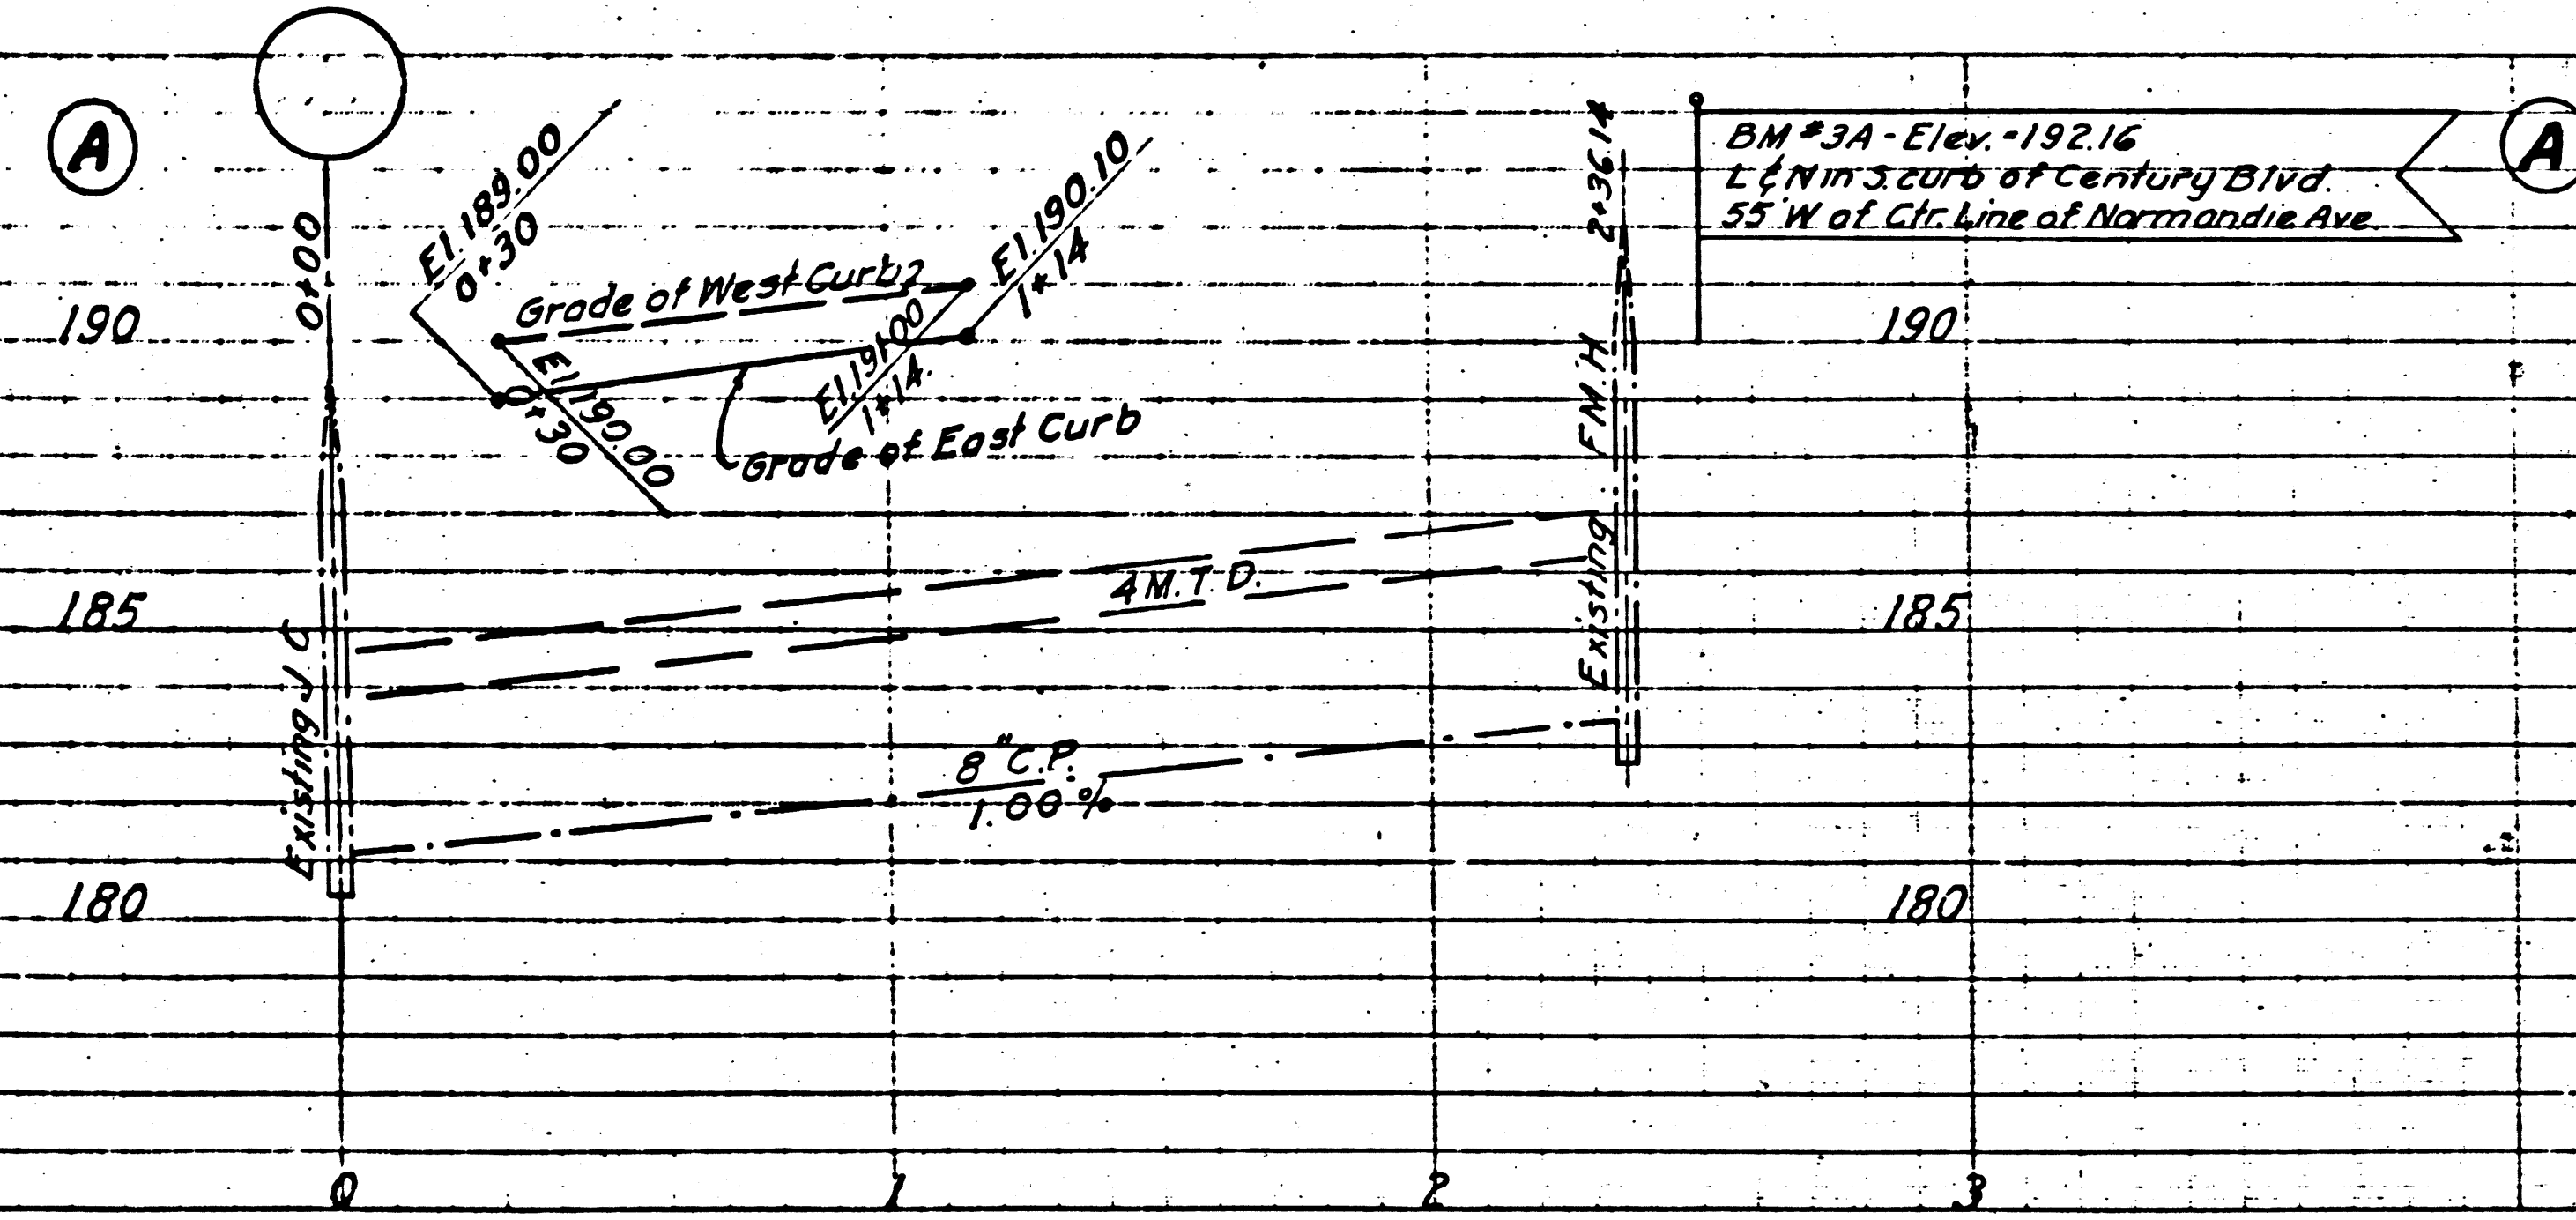 A
A
0+00
El. 189.00
0+30
Grade of West Curb
El. 190.10
1+14
El. 190.00
0+30
El. 191.00
1+14.
Grade of East Curb
2+36.14
BM #3A - Elev. = 192.16
L & N in S. curb of Century Blvd.
55' W of Ctr. Line of Normandie Ave.
190
190
Existing F.M.H
4 M.T.D.
185
185
Existing J C
8" C.P.
1.00 %
180
180
0
1
2
3